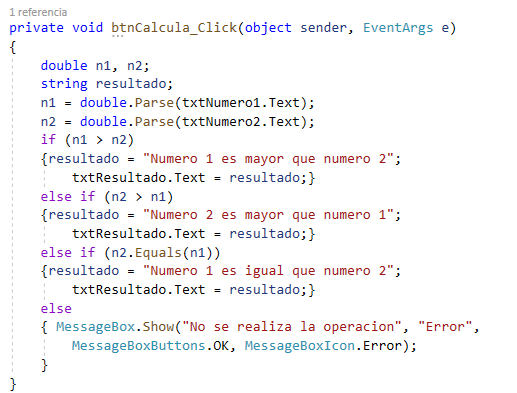 1 referencia
private void btnCalcula_Click(object sender, EventArgs e)
{
double n1, n2;
string resultado;
n1 = double.Parse(txtNumero1.Text);
n2 = double.Parse(txtNumero2.Text);
if (n1 > n2)
{resultado = "Numero 1 es mayor que numero 2";
txtResultado.Text = resultado;}
else if (n2 > n1)
{resultado = "Numero 2 es mayor que numero 1";
txtResultado.Text = resultado;}
else if (n2.Equals(n1))
{resultado = "Numero 1 es igual que numero 2";
txtResultado.Text = resultado;}
else
{ MessageBox.Show("No se realiza la operacion", "Error",
MessageBoxButtons.OK, MessageBoxIcon.Error);
}
}